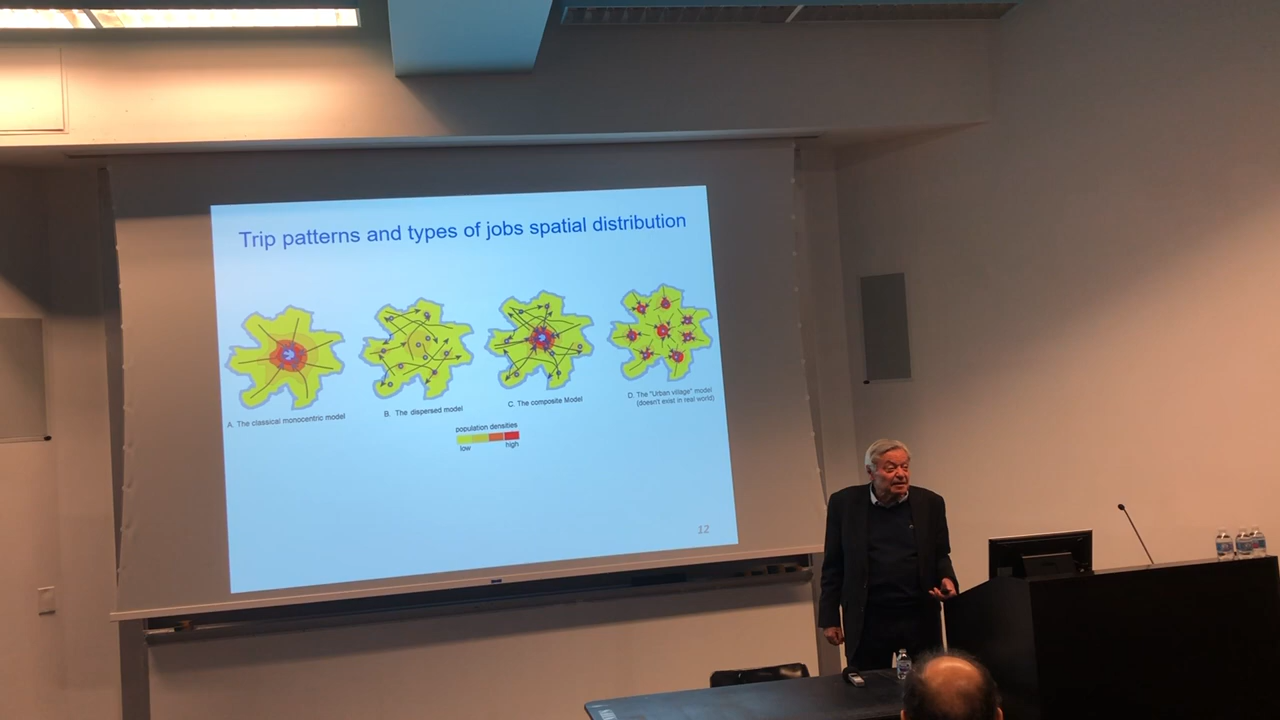 Trip patterns and types of jobs spatial distribution
A. The classical monocentric model
B. The dispersed model
C. The composite Model
D. The "Urban village" model
(doesn't exist in real world)
population densities
low high
12